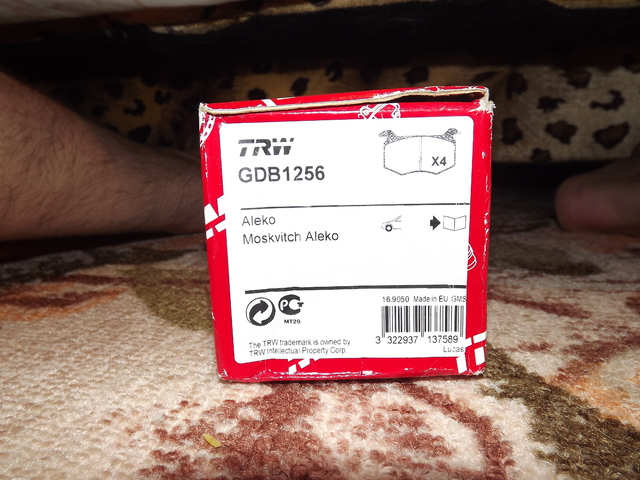 TRW
GDB1256
X4
Aleko
Moskvitch Aleko
16.9050 Made in EU GMS
MT20
3 322937 137589
The TRW trademark is owned by
TRW Intellectual Property Corp.
Lucas